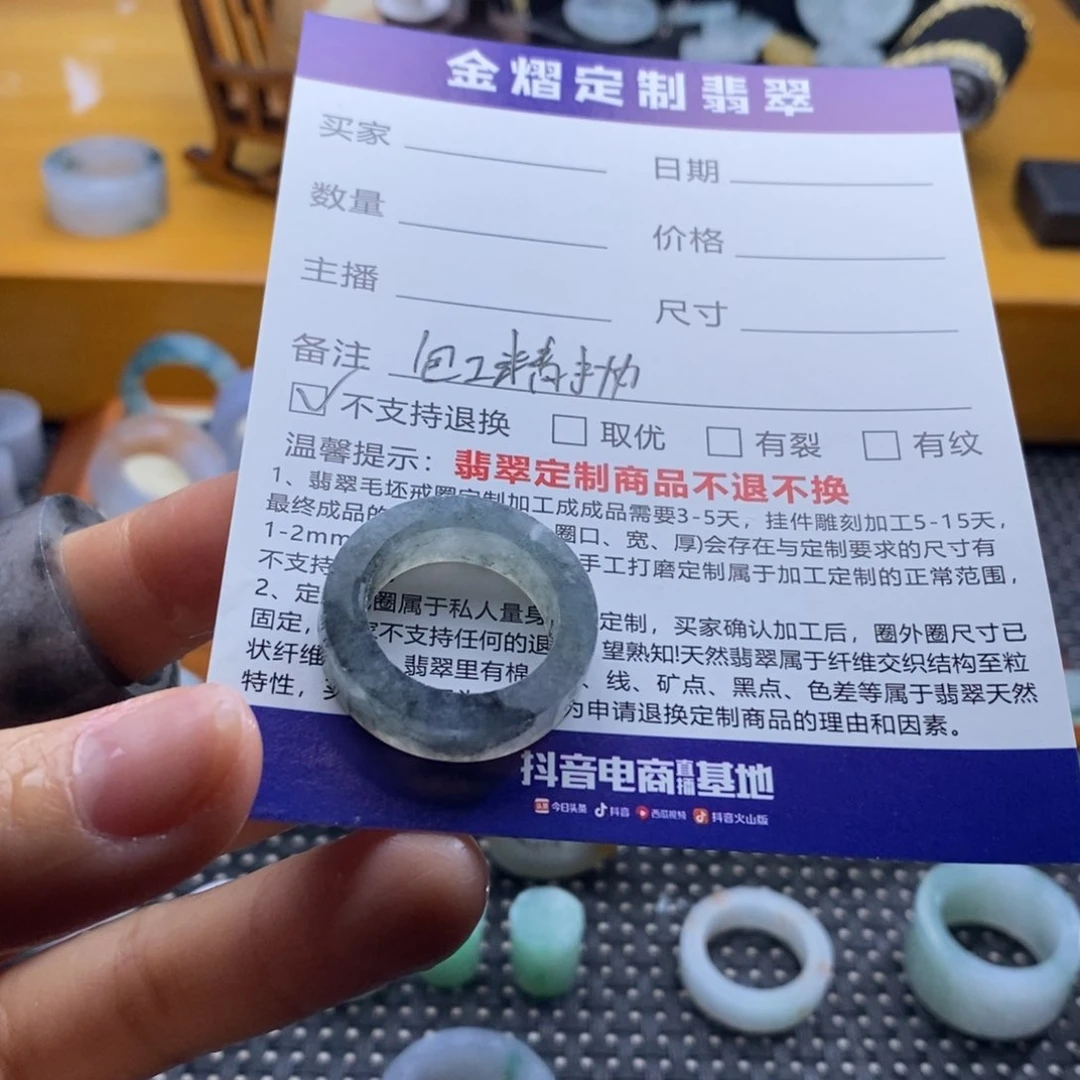 金熠定制翡翠
买家 日期
数量 价格
主播 尺寸
备注 包工精手抛
不支持退换 取优 有裂 有纹
温馨提示：翡翠定制商品不退不换
1、翡翠毛坯戒圈定制加工成成品需要3-5天，挂件雕刻加工5-15天，
最终成品的 圈口、宽、厚)会存在与定制要求的尺寸有
1-2mm 手工打磨定制属于加工定制的正常范围，
不支持
2、定 圈属于私人量身 定制，买家确认加工后，圈外圈尺寸已
固定， 家不支持任何的退 望熟知!天然翡翠属于纤维交织结构至粒
状纤维 翡翠里有棉 、线、矿点、黑点、色差等属于翡翠天然
特性， 为申请退换定制商品的理由和因素。
抖音电商直播基地
头条 今日头条 抖音 西瓜视频 抖音火山版